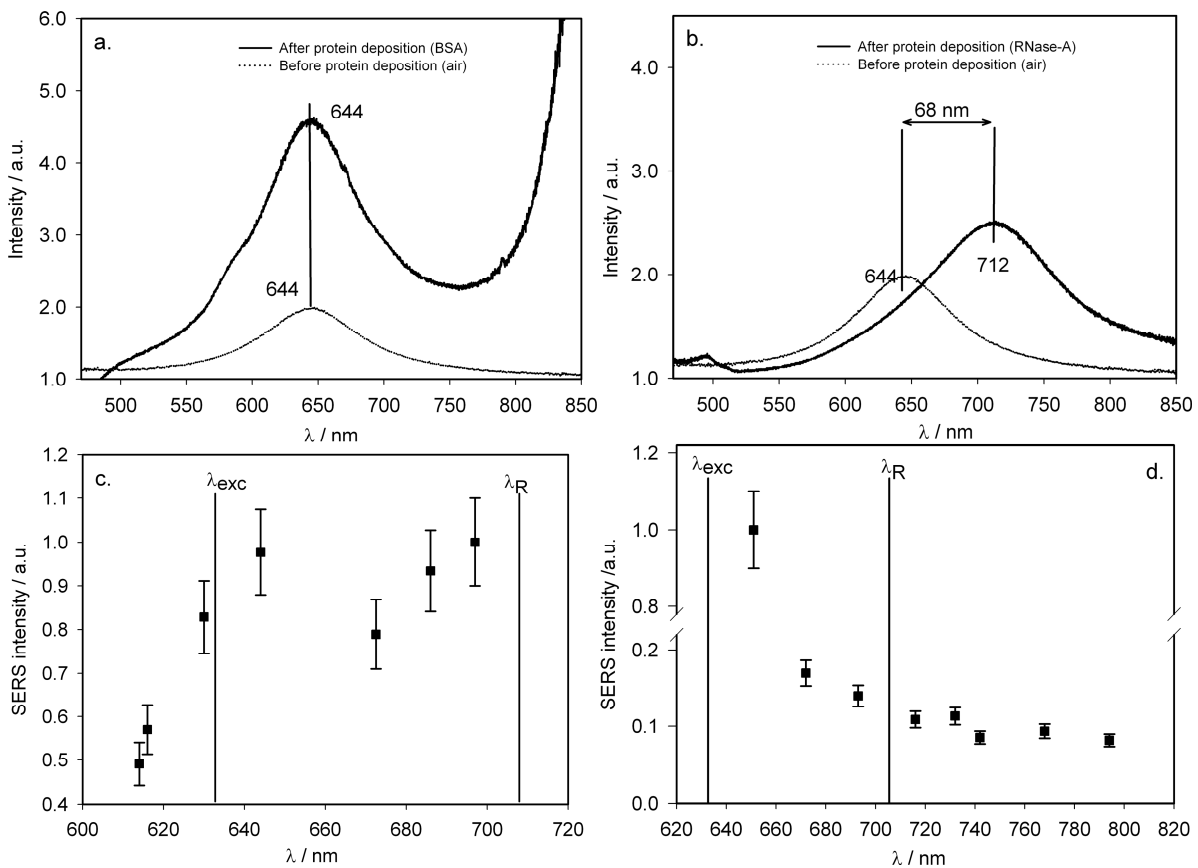 a.
After protein deposition (BSA)
Before protein deposition (air)
644
644
Intensity / a.u.
6.0
5.0
4.0
3.0
2.0
1.0
500 550 600 650 700 750 800 850
λ / nm
b.
After protein deposition (RNase-A)
Before protein deposition (air)
68 nm
644
712
Intensity / a.u.
4.0
3.0
2.0
1.0
500 550 600 650 700 750 800 850
λ / nm
c.
λexc
λR
SERS intensity / a.u.
1.2
1.1
1.0
0.9
0.8
0.7
0.6
0.5
0.4
600 620 640 660 680 700 720
λ / nm
d.
λexc
λR
SERS intensity /a.u.
1.2
1.0
0.8
0.2
0.1
0.0
620 640 660 680 700 720 740 760 780 800 820
λ / nm